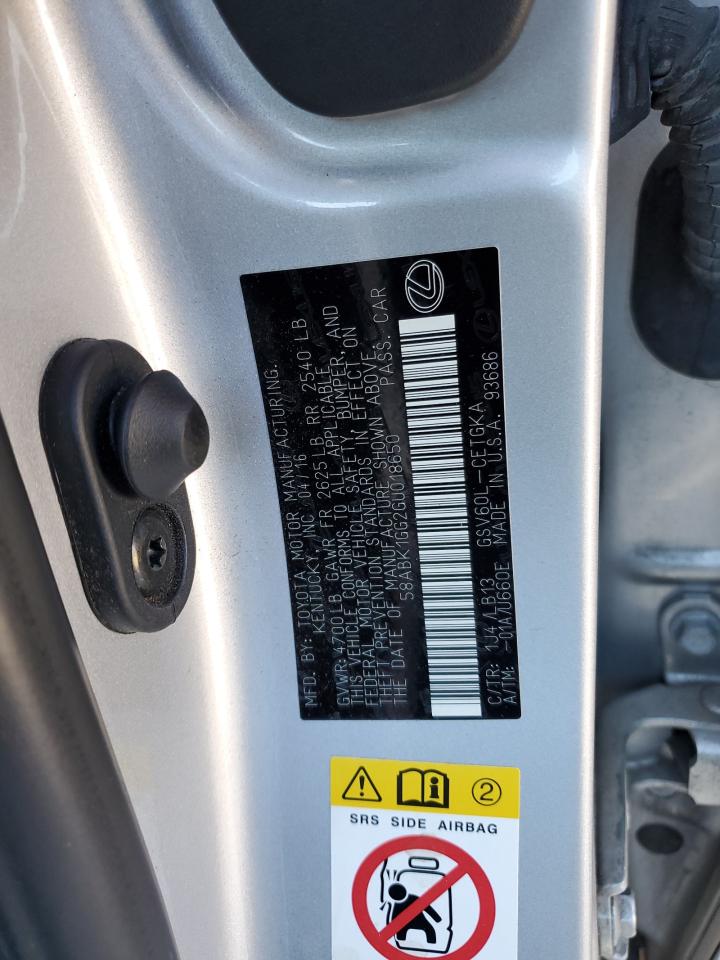 MFD. BY: TOYOTA MOTOR MANUFACTURING.
KENTUCKY, INC 04/16
GVWR: 4700 LB GAWR FR 2625 LB RR 2540 LB
THIS VEHICLE CONFORMS TO ALL APPLICABLE
FEDERAL MOTOR VEHICLE SAFETY, BUMPER, AND
THEFT PREVENTION STANDARDS IN EFFECT ON
THE DATE OF MANUFACTURE SHOWN ABOVE.
58ABK1GG2GU018650 PASS. CAR
C/TR: 1J4/LB13 GSV60L-CETGKA
A/TM: -01A/U660E MADE IN U.S.A. 93686
2
SRS SIDE AIRBAG